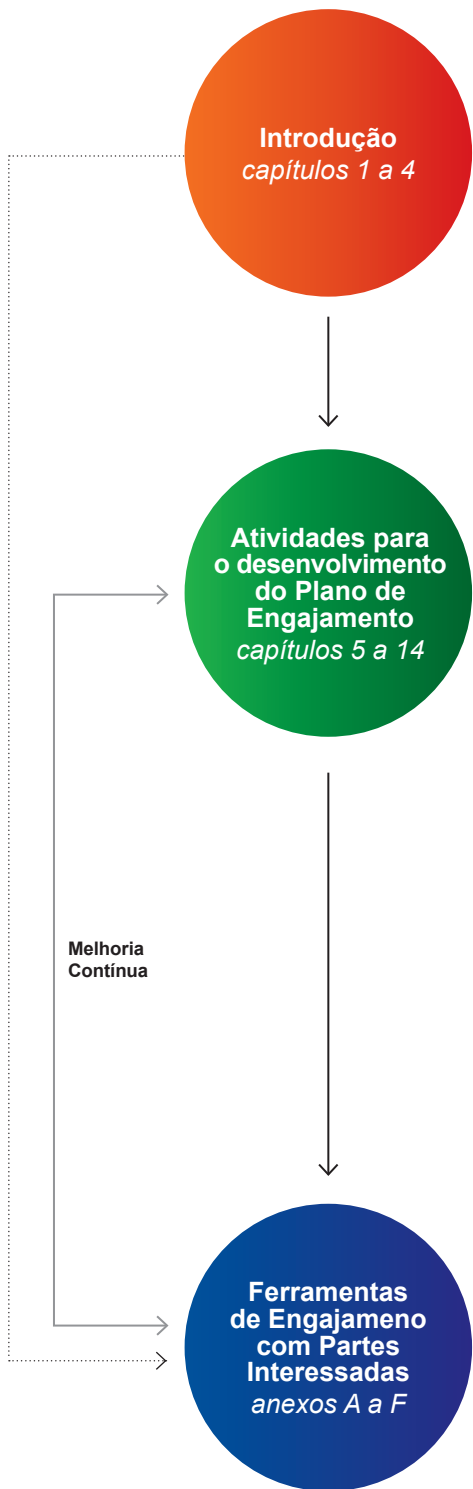 Introdução
capítulos 1 a 4
Atividades para
o desenvolvimento
do Plano de
Engajamento
capítulos 5 a 14
Melhoria
Contínua
Ferramentas
de Engajameno
com Partes
Interessadas
anexos A a F